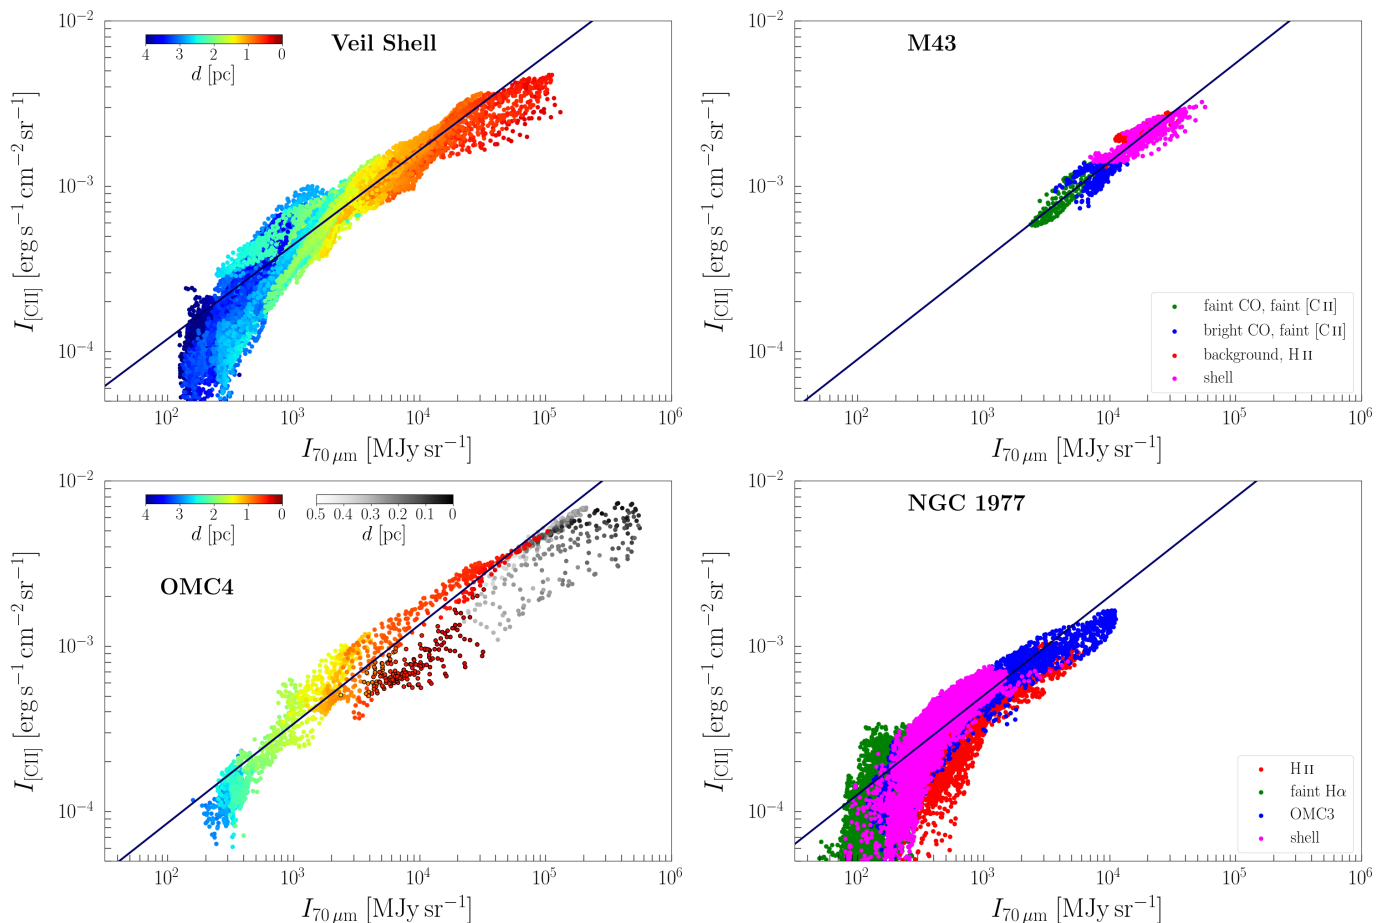 Veil Shell
4 3 2 1 0
d [pc]
10⁻²
10⁻³
10⁻⁴
I[CII] [erg s⁻¹ cm⁻² sr⁻¹]
10² 10³ 10⁴ 10⁵ 10⁶
I70 μm [MJy sr⁻¹]
M43
10⁻²
10⁻³
10⁻⁴
I[CII] [erg s⁻¹ cm⁻² sr⁻¹]
faint CO, faint [C II]
bright CO, faint [C II]
background, H II
shell
10² 10³ 10⁴ 10⁵ 10⁶
I70 μm [MJy sr⁻¹]
4 3 2 1 0
d [pc]
0.5 0.4 0.3 0.2 0.1 0
d [pc]
OMC4
10⁻²
10⁻³
10⁻⁴
I[CII] [erg s⁻¹ cm⁻² sr⁻¹]
10² 10³ 10⁴ 10⁵ 10⁶
I70 μm [MJy sr⁻¹]
NGC 1977
10⁻²
10⁻³
10⁻⁴
I[CII] [erg s⁻¹ cm⁻² sr⁻¹]
H II
faint Hα
OMC3
shell
10² 10³ 10⁴ 10⁵ 10⁶
I70 μm [MJy sr⁻¹]